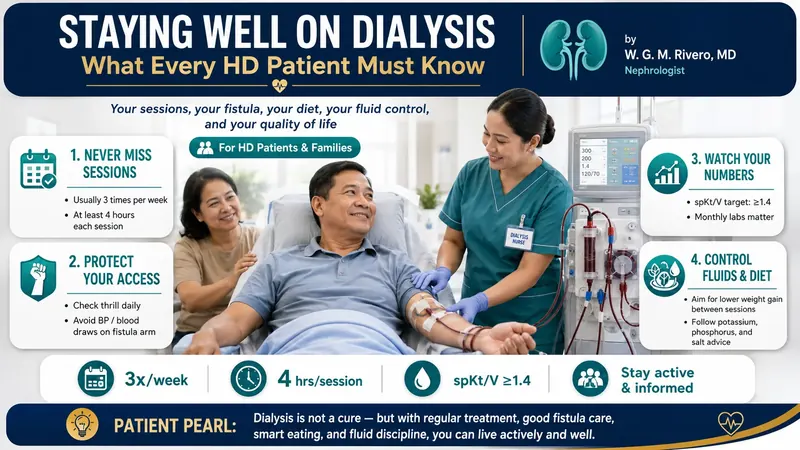 STAYING WELL ON DIALYSIS
What Every HD Patient Must Know
by
W. G. M. Rivero, MD
Nephrologist
Your sessions, your fistula, your diet, your fluid control,
and your quality of life
For HD Patients & Families
1. NEVER MISS
SESSIONS
• Usually 3 times per week
• At least 4 hours
each session
2. PROTECT
YOUR ACCESS
• Check thrill daily
• Avoid BP / blood
draws on fistula arm
DIALYSIS
NURSE
300
200
1.4
120/70
3. WATCH YOUR
NUMBERS
• spKt/V target: ≥1.4
• Monthly labs matter
4. CONTROL
FLUIDS & DIET
• Aim for lower weight gain
between sessions
• Follow potassium,
phosphorus, and
salt advice
3x/week
4 hrs/session
spKt/V ≥1.4
Stay active
& informed
PATIENT PEARL:
Dialysis is not a cure — but with regular treatment, good fistula care,
smart eating, and fluid discipline, you can live actively and well.